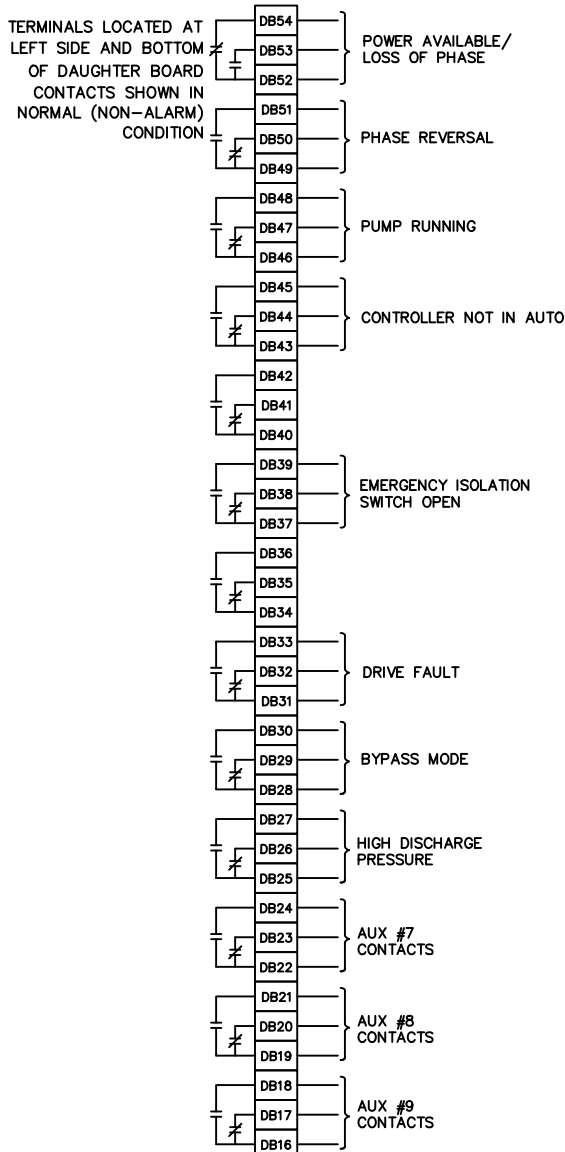 TERMINALS LOCATED AT
LEFT SIDE AND BOTTOM
OF DAUGHTER BOARD
CONTACTS SHOWN IN
NORMAL (NON-ALARM)
CONDITION
DB54
DB53
DB52
POWER AVAILABLE/
LOSS OF PHASE
DB51
DB50
DB49
PHASE REVERSAL
DB48
DB47
DB46
PUMP RUNNING
DB45
DB44
DB43
CONTROLLER NOT IN AUTO
DB42
DB41
DB40
DB39
DB38
DB37
EMERGENCY ISOLATION
SWITCH OPEN
DB36
DB35
DB34
DB33
DB32
DB31
DRIVE FAULT
DB30
DB29
DB28
BYPASS MODE
DB27
DB26
DB25
HIGH DISCHARGE
PRESSURE
DB24
DB23
DB22
AUX #7
CONTACTS
DB21
DB20
DB19
AUX #8
CONTACTS
DB18
DB17
DB16
AUX #9
CONTACTS